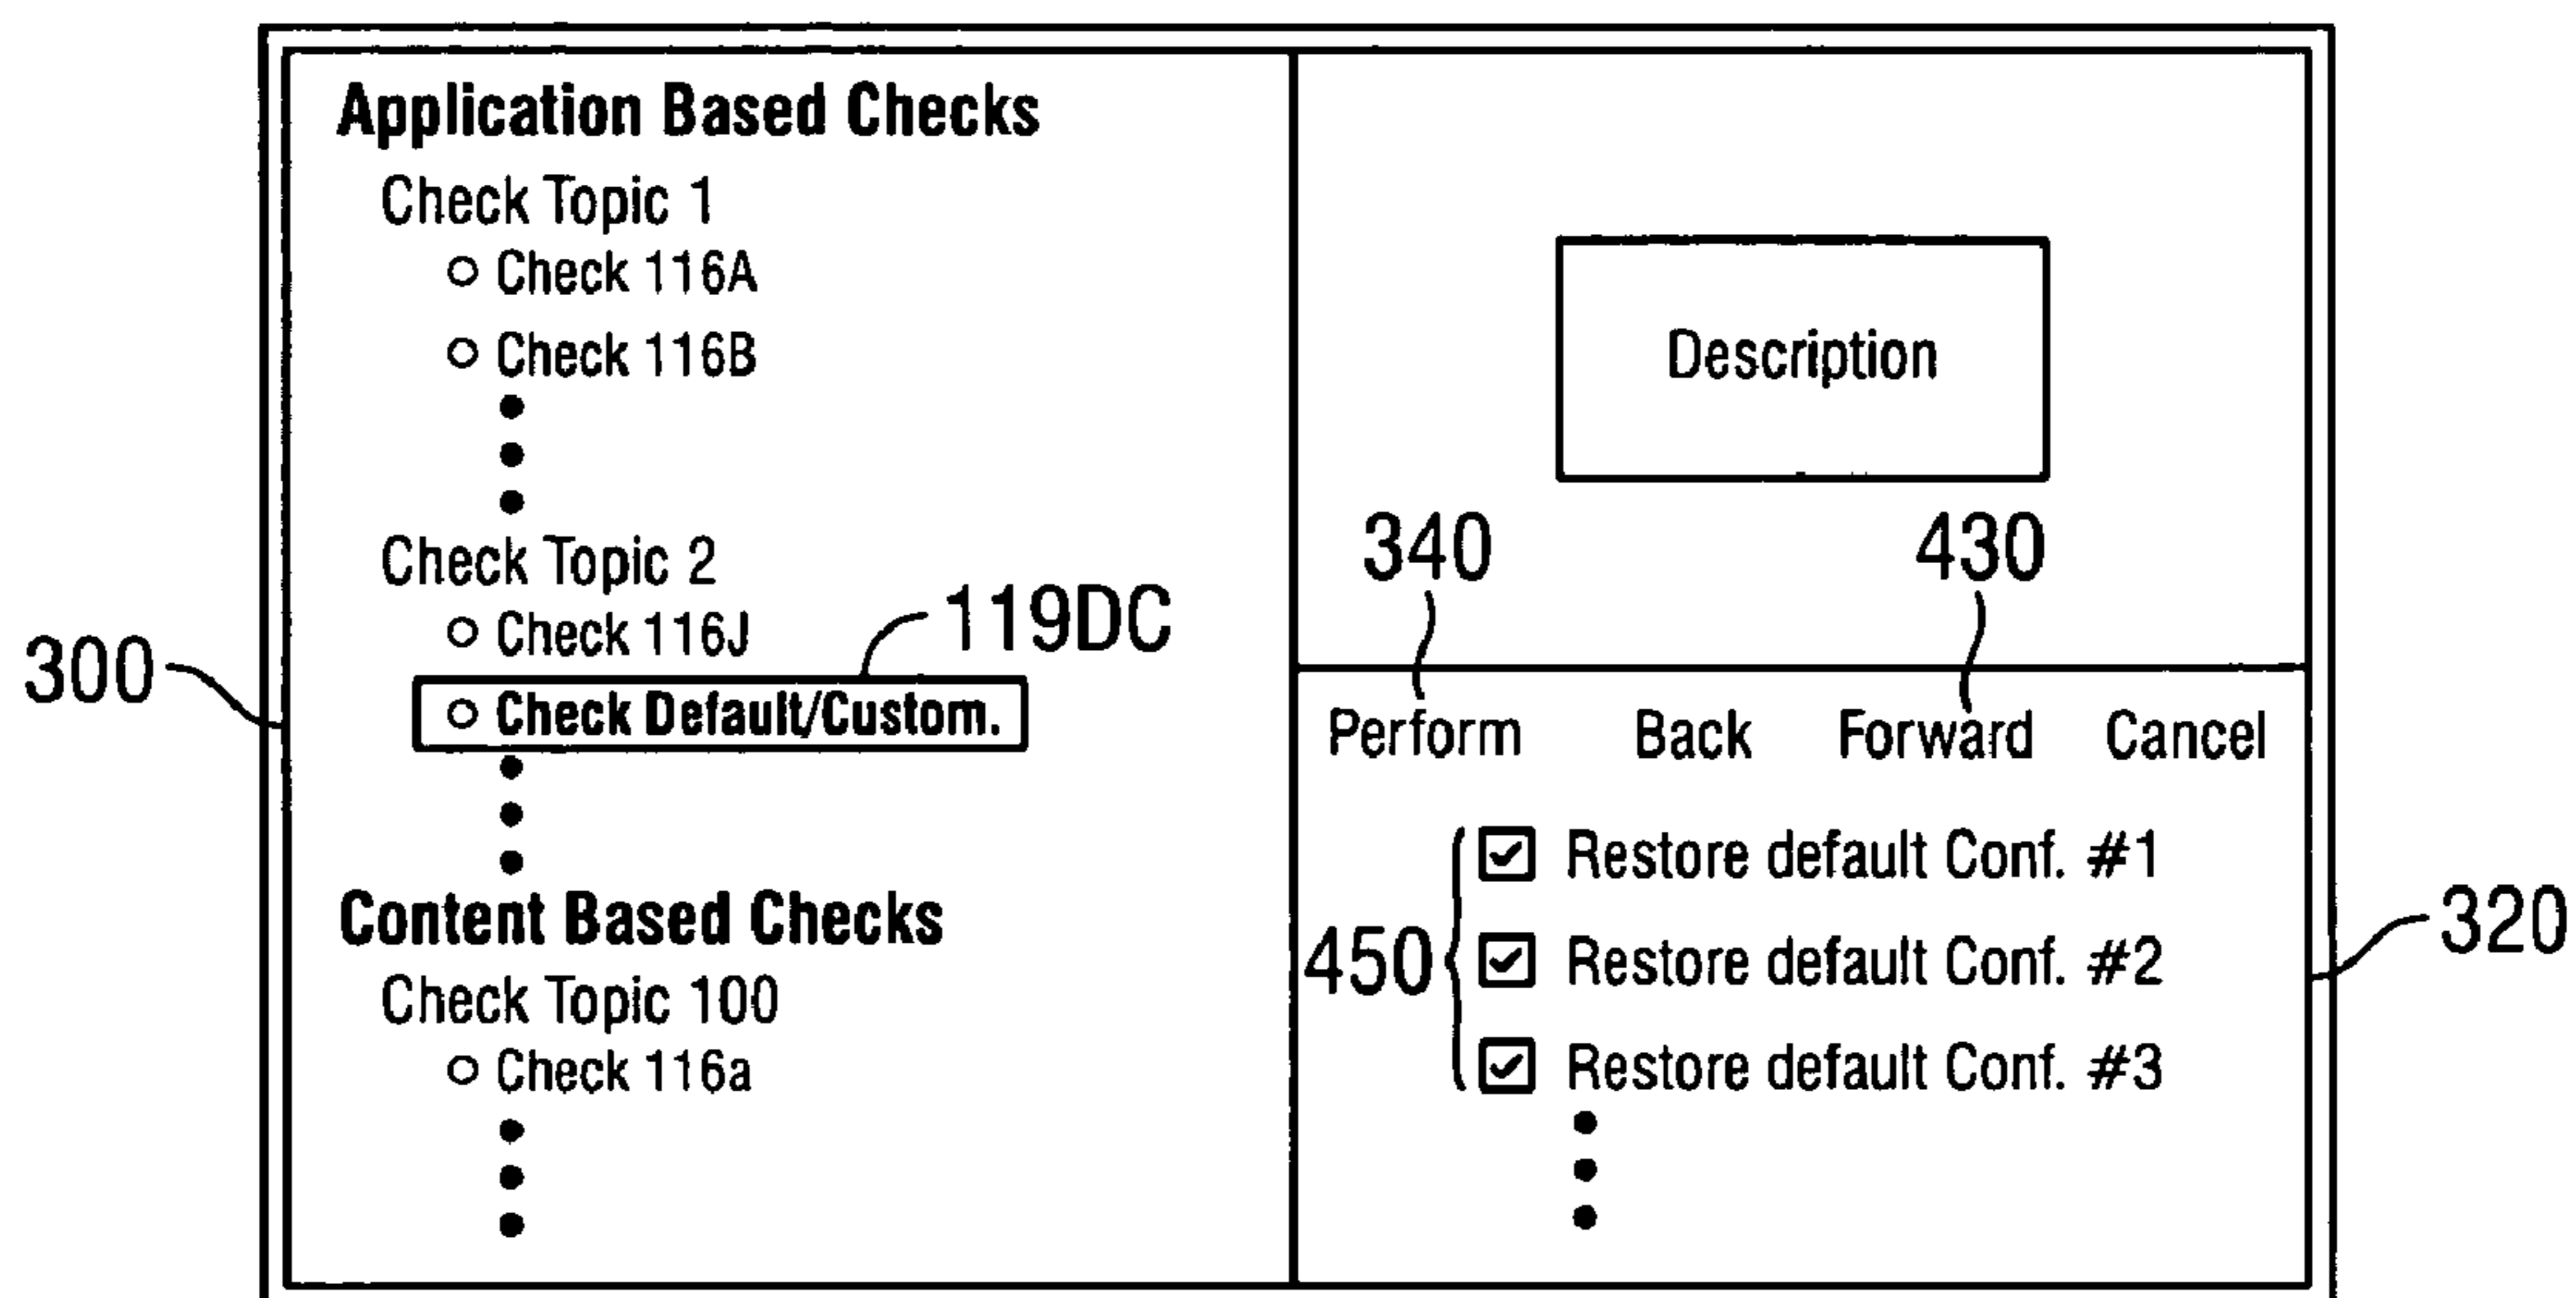 Application Based Checks
Check Topic 1
Check 116A
Check 116B
Check Topic 2
Check 116J
119DC
300
Check Default/Custom.
Content Based Checks
Check Topic 100
Check 116a
Description
340 430
Perform Back Forward Cancel
450
Restore default Conf. #1
Restore default Conf. #2
Restore default Conf. #3
320